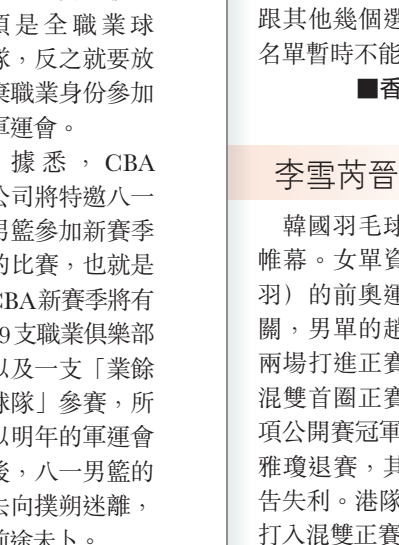 須是全職業球
隊，反之就要放
棄職業身份參加
軍運會。
據悉，CBA
公司將特邀八一
男籃參加新賽季
的比賽，也就是
CBA新賽季將有
19支職業俱樂部
以及一支「業餘
球隊」參賽，所
以明年的軍運會
後，八一男籃的
去向撲朔迷離，
前途未卜。
跟其他幾個選
名單暫時不能
■香
李雪芮晉
韓國羽毛球
帷幕。女單資
羽）的前奧運
關，男單的趙
兩場打進正賽
混雙首圈正賽
項公開賽冠軍
雅瓊退賽，其
告失利。港隊
打入混雙正賽